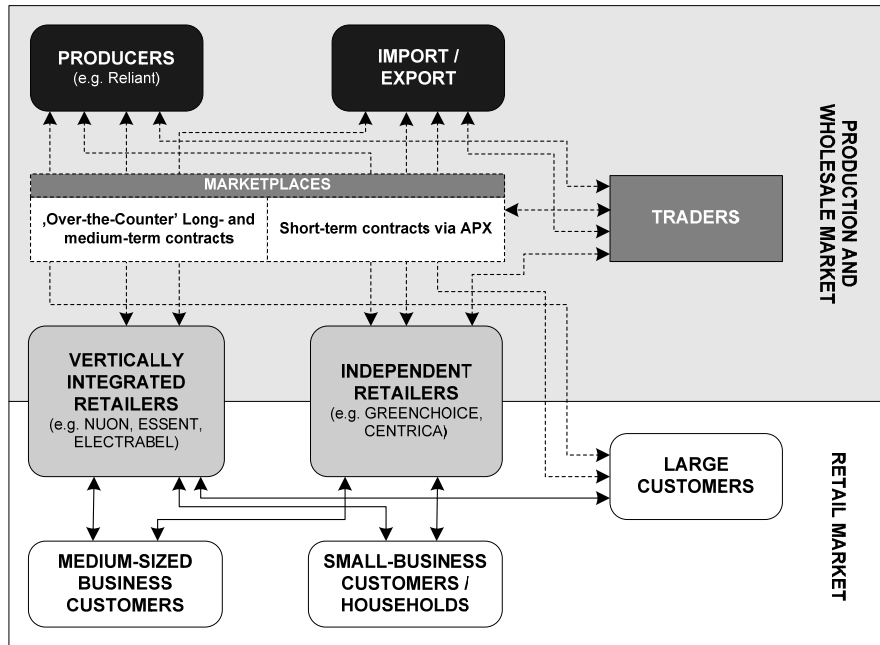 PRODUCERS
(e.g. Reliant)
IMPORT /
EXPORT
PRODUCTION AND
WHOLESALE MARKET
MARKETPLACES
‚Over-the-Counter’ Long- and
medium-term contracts
Short-term contracts via APX
TRADERS
VERTICALLY
INTEGRATED
RETAILERS
(e.g. NUON, ESSENT,
ELECTRABEL)
INDEPENDENT
RETAILERS
(e.g. GREENCHOICE,
CENTRICA)
LARGE
CUSTOMERS
RETAIL MARKET
MEDIUM-SIZED
BUSINESS
CUSTOMERS
SMALL-BUSINESS
CUSTOMERS /
HOUSEHOLDS